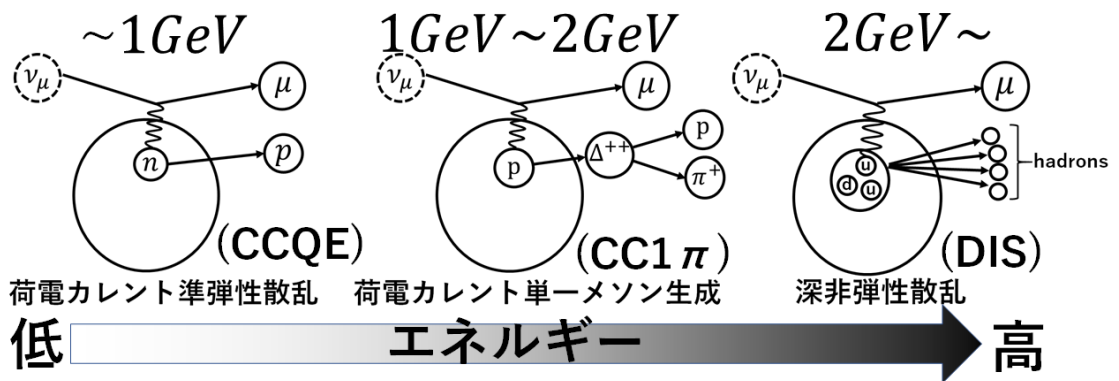 ~1GeV
ν_μ
μ
n
p
(CCQE)
荷電カレント準弾性散乱
1GeV~2GeV
ν_μ
μ
p
Δ⁺⁺
p
π⁺
(CC1π)
荷電カレント単一メソン生成
2GeV~
ν_μ
μ
u
d
u
hadrons
(DIS)
深非弾性散乱
低
エネルギー
高